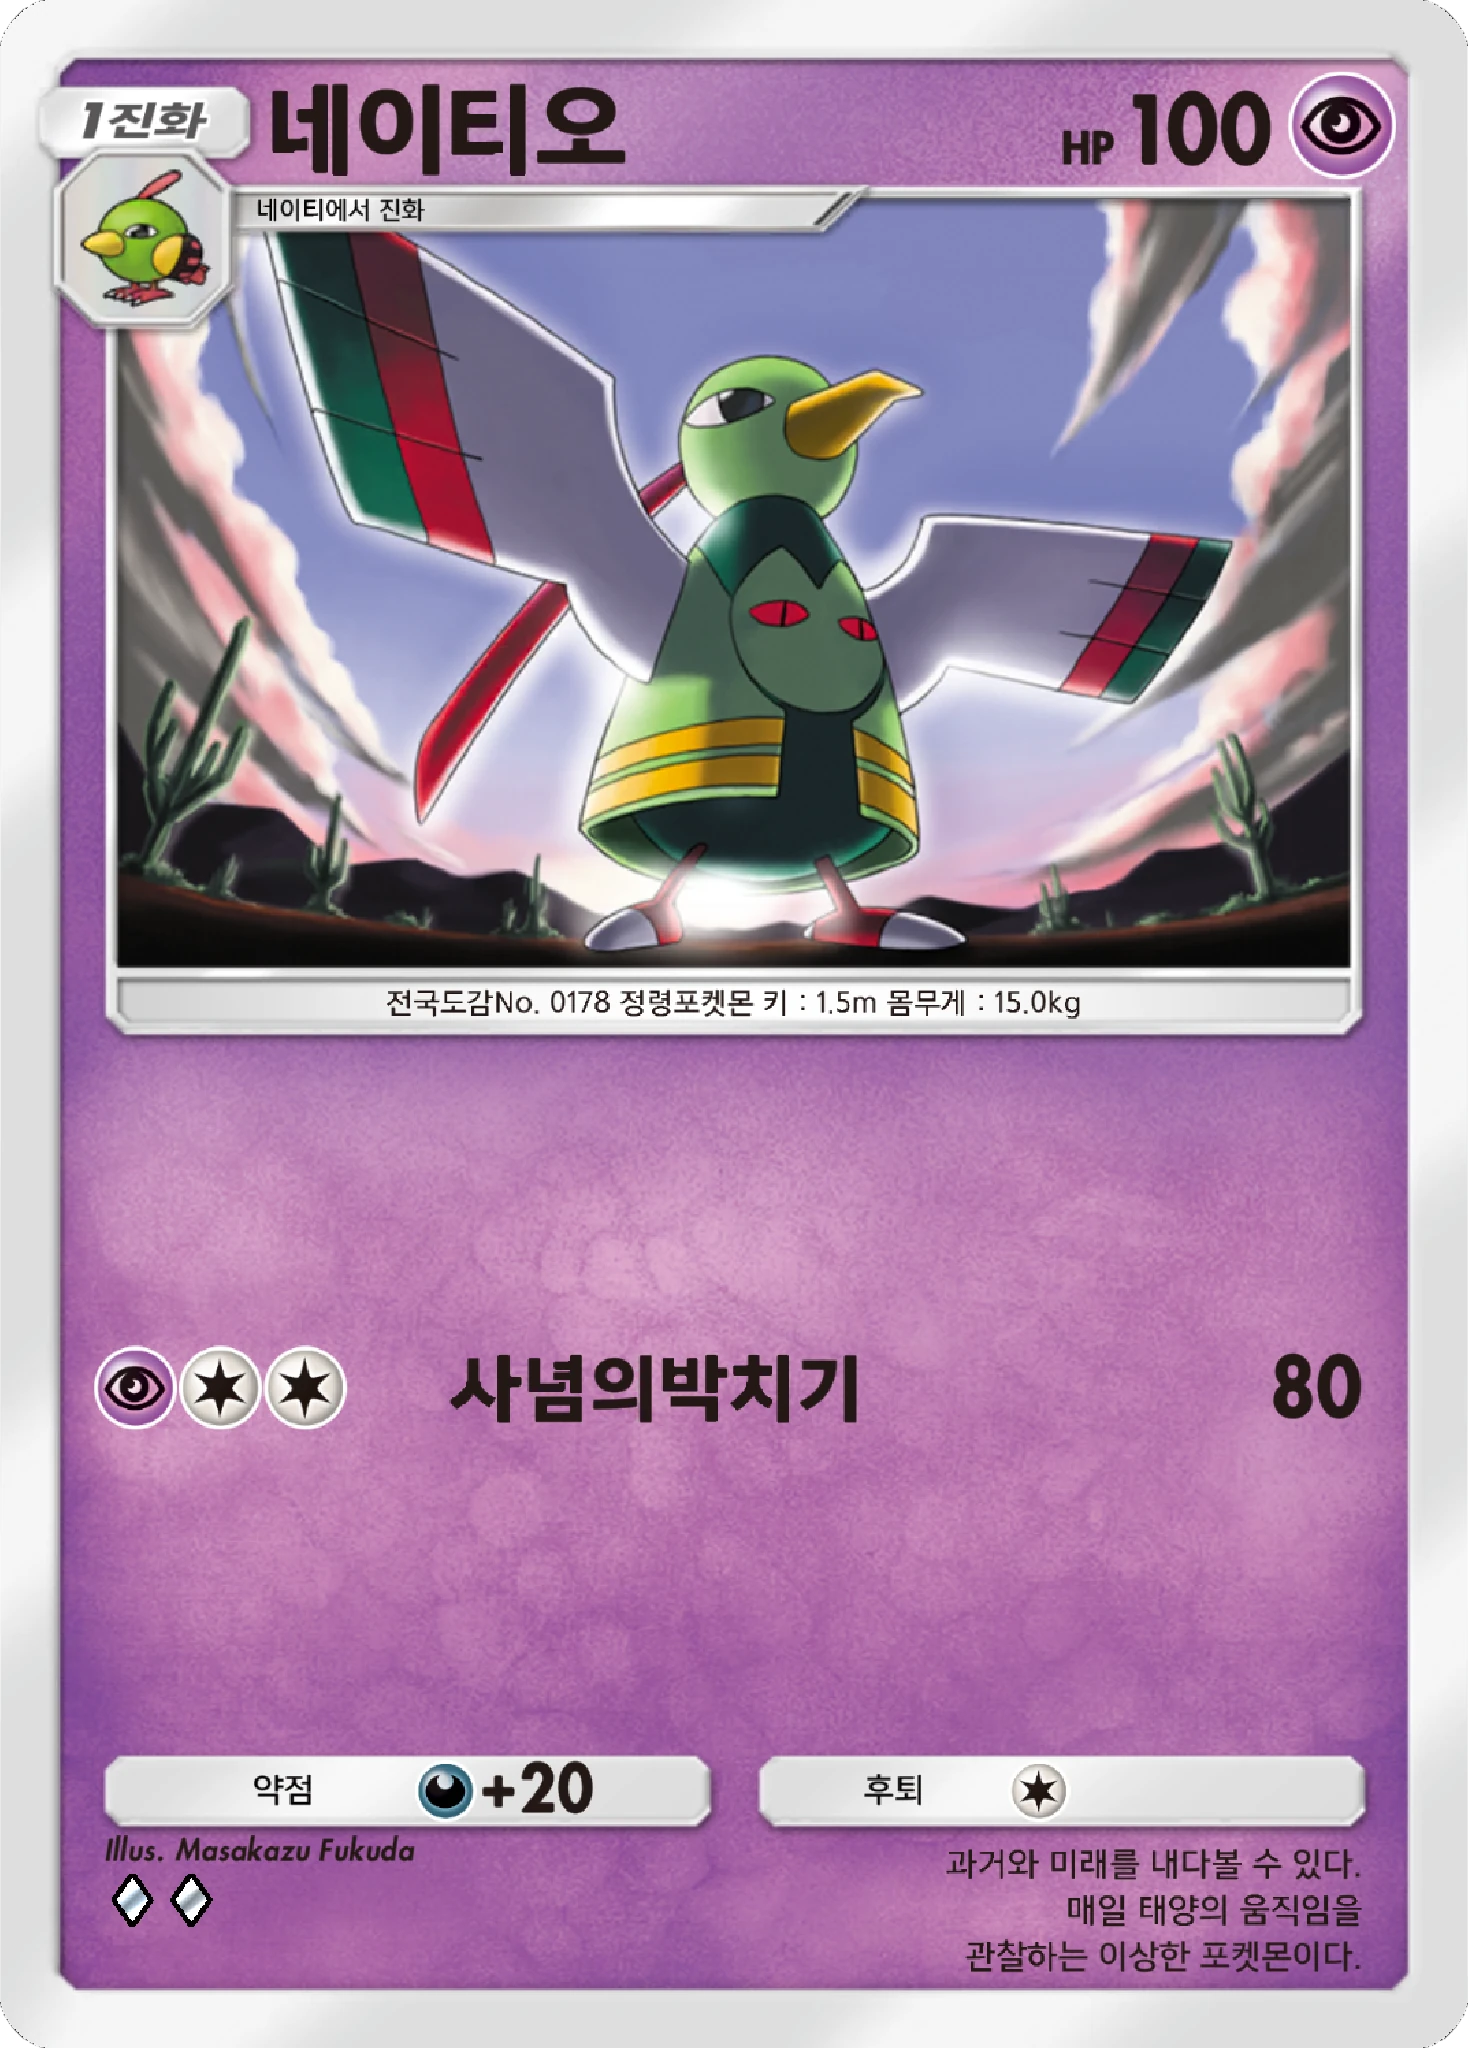 1진화
네이티오
HP 100
네이티에서 진화
전국도감No. 0178 정령포켓몬 키 : 1.5m 몸무게 : 15.0kg
사념의박치기 80
약점 +20
후퇴
Illus. Masakazu Fukuda
과거와 미래를 내다볼 수 있다.
매일 태양의 움직임을
관찰하는 이상한 포켓몬이다.